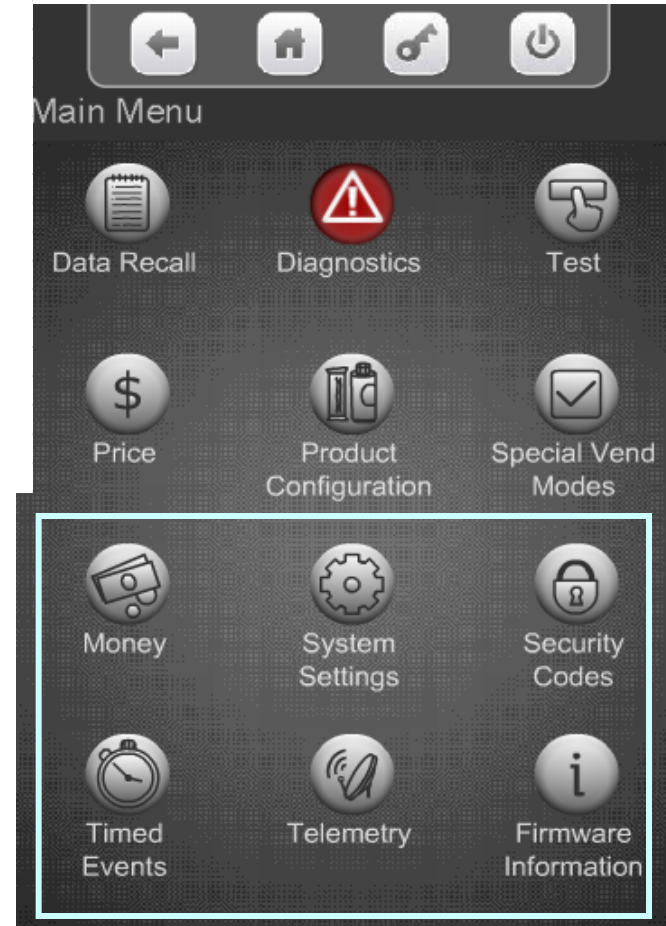 Main Menu
Data Recall
Diagnostics
Test
$
Price
Product
Configuration
Special Vend
Modes
Money
System
Settings
Security
Codes
Timed
Events
Telemetry
Firmware
Information